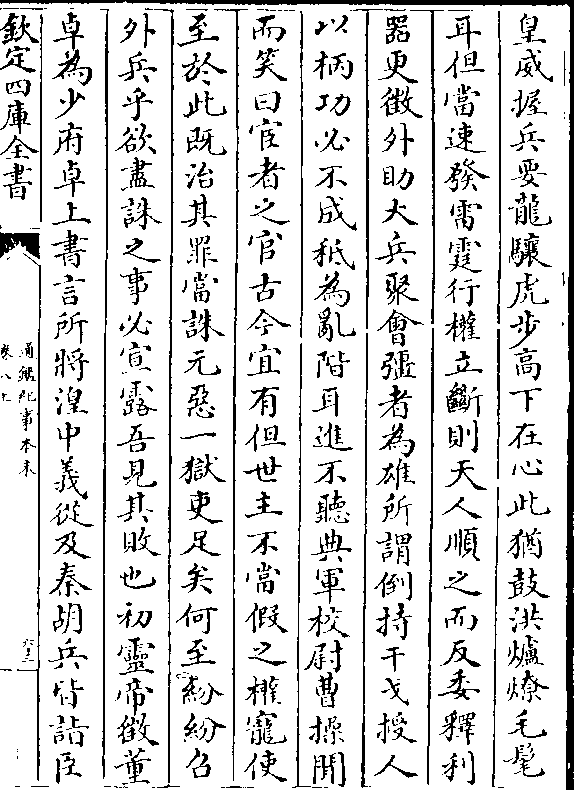 皇威握兵要龍驤虎步高下在心此猶鼓洪爐燎毛髦
耳但當速發雷霆行權立斷則天人順之而反委釋利
器更徵外助大兵聚會彊者為雄所謂倒持干戈授人
以柄功必不成秪為亂階耳進不聽典軍校尉曹操聞
而笑曰宦者之官古今宜有但世主不當假之權寵使
至於此既治其罪當誅元惡一獄吏足矣何至紛紛召
外兵乎欲盡誅之事必宣露吾見其敗也初靈帝徵董
卓為少府卓上書言所將湟中義從及秦胡兵皆詣臣
欽定四庫全書
通鑑紀事本末